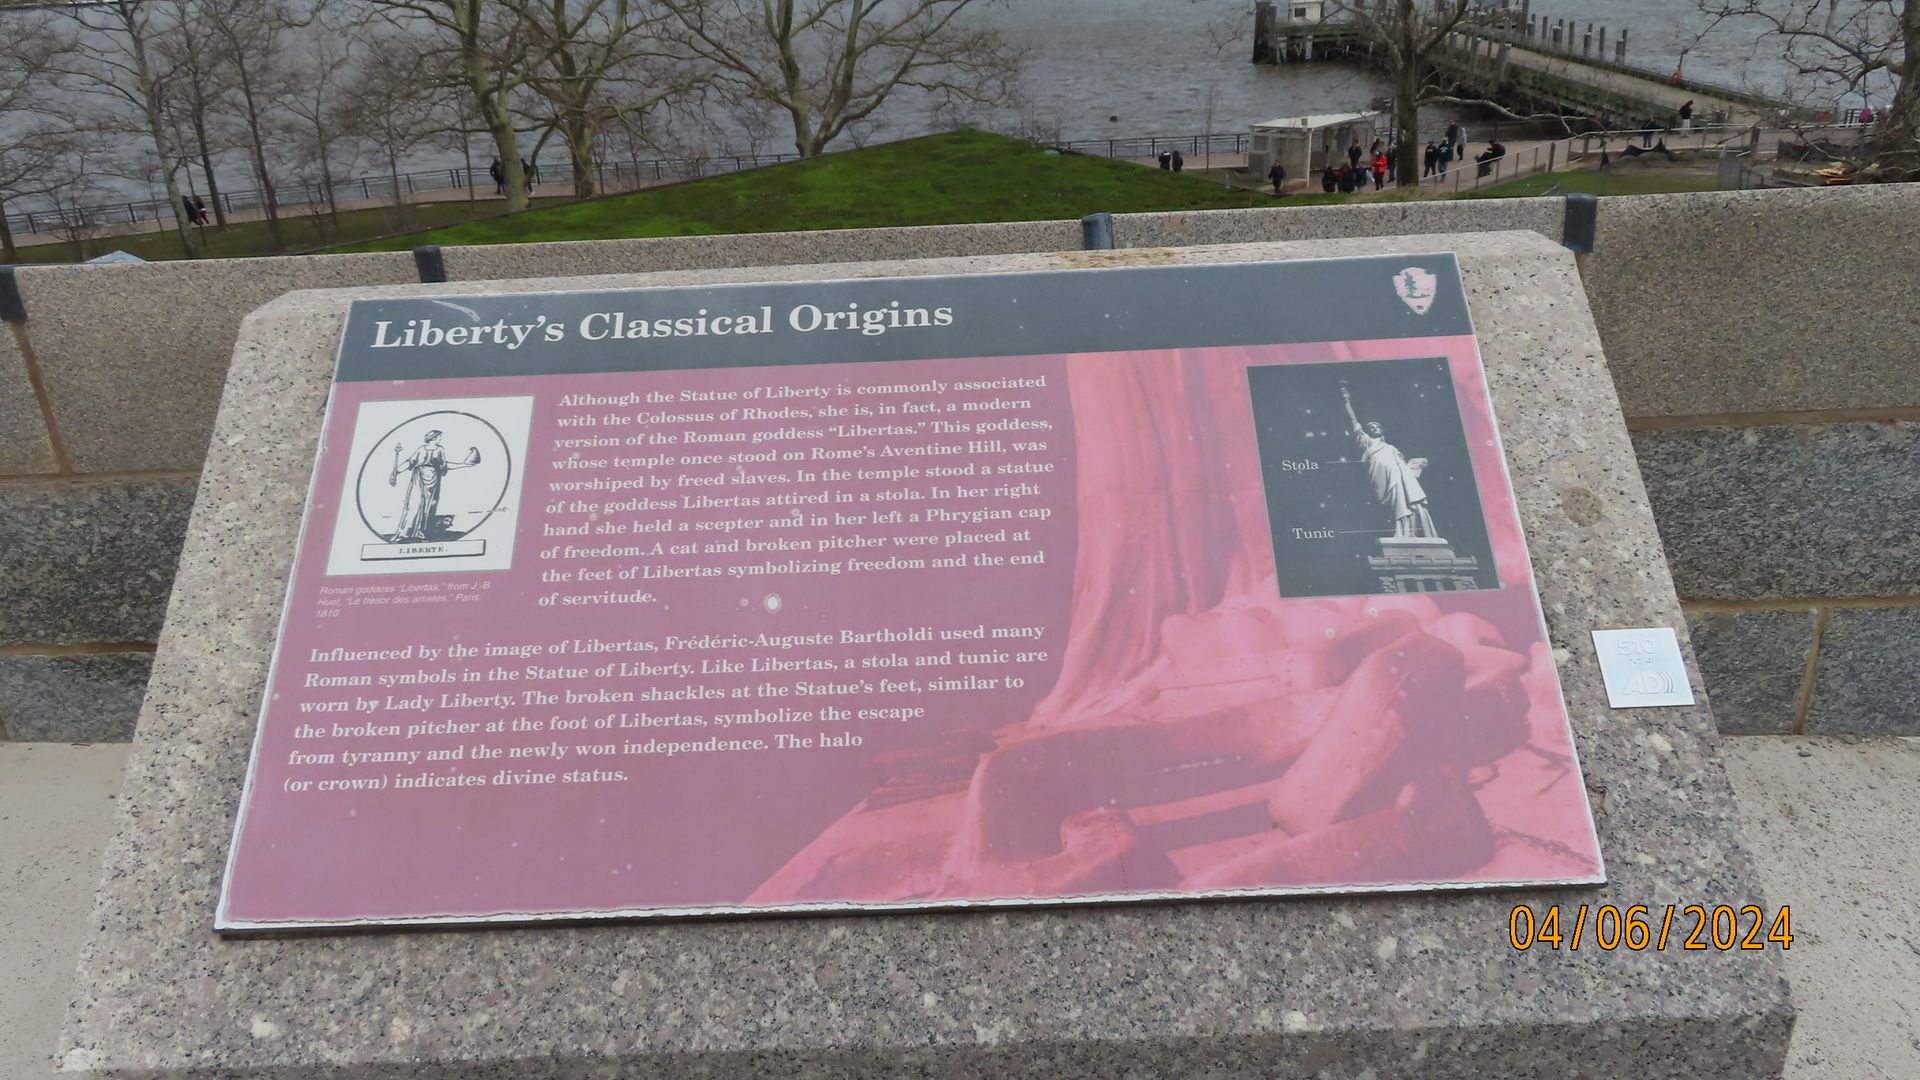 Liberty's Classical Origins
Although the Statue of Liberty is commonly associated
with the Colossus of Rhodes, she is, in fact, a modern
version of the Roman goddess “Libertas.” This goddess,
whose temple once stood on Rome's Aventine Hill, was
worshiped by freed slaves. In the temple stood a statue
of the goddess Libertas attired in a stola. In her right
hand she held a scepter and in her left a Phrygian cap
of freedom. A cat and broken pitcher were placed at
the feet of Libertas symbolizing freedom and the end
of servitude.
LIBERTE.
Roman goddess “Libertas,” from J.-B.
Huet, “Le tresor des artistes,” Paris,
1810.
Influenced by the image of Libertas, Frédéric-Auguste Bartholdi used many
Roman symbols in the Statue of Liberty. Like Libertas, a stola and tunic are
worn by Lady Liberty. The broken shackles at the Statue's feet, similar to
the broken pitcher at the foot of Libertas, symbolize the escape
from tyranny and the newly won independence. The halo
(or crown) indicates divine status.
Stola
Tunic
510
AD)))
04/06/2024